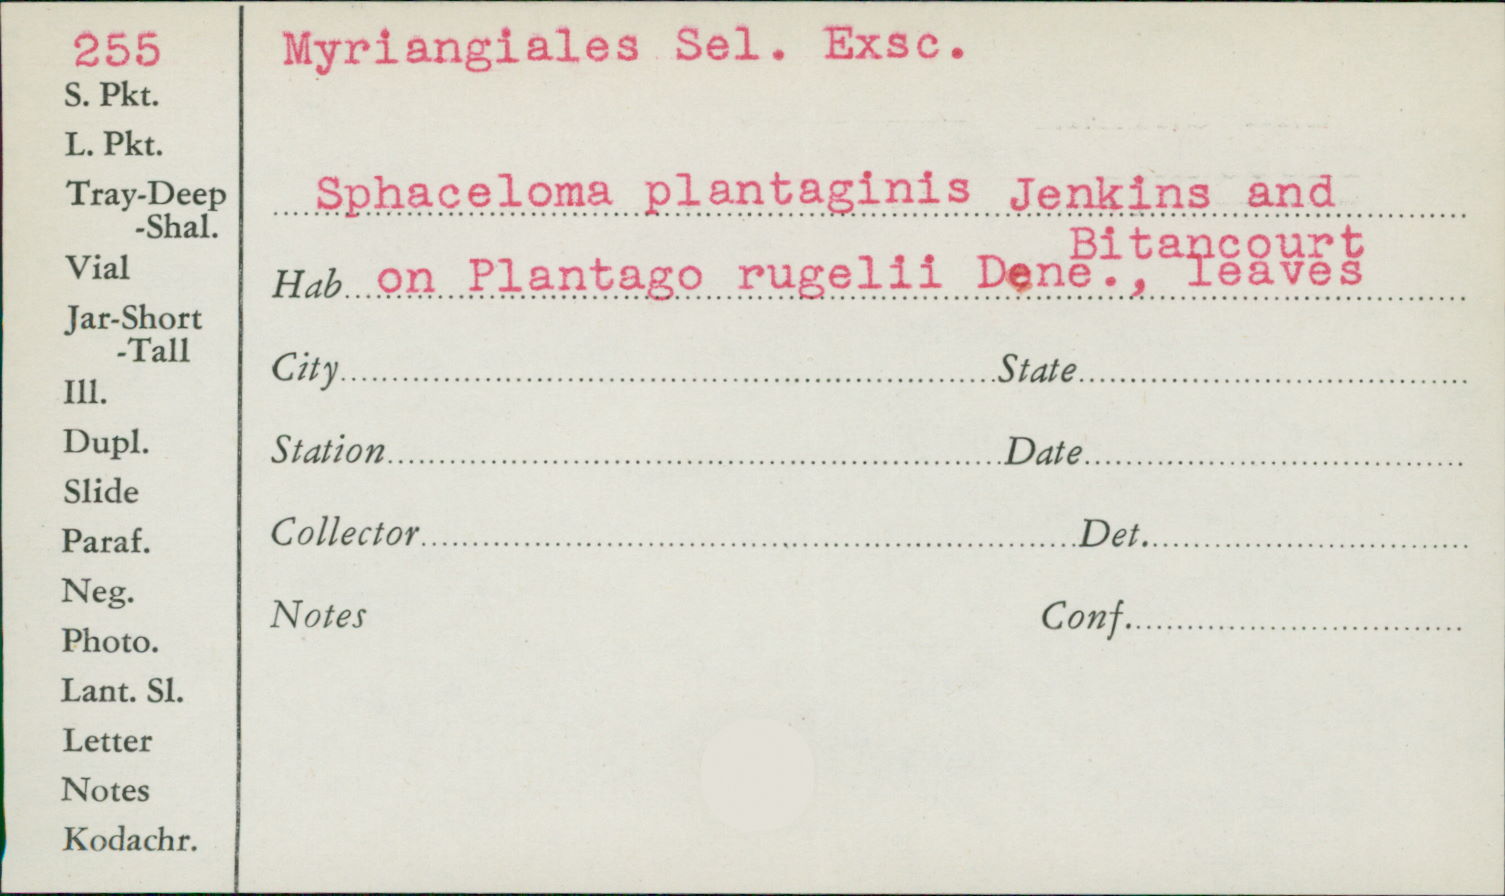 255
S. Pkt.
L. Pkt.
Tray-Deep
-Shal.
Vial
Jar-Short
-Tall
Ill.
Dupl.
Slide
Paraf.
Neg.
Photo.
Lant. Sl.
Letter
Notes
Kodachr.
Myriangiales Sel. Exsc.
Sphaceloma plantaginis Jenkins and
Bitancourt
Hab. on Plantago rugelii Dene., leaves
City State
Station Date
Collector Det.
Notes Conf.